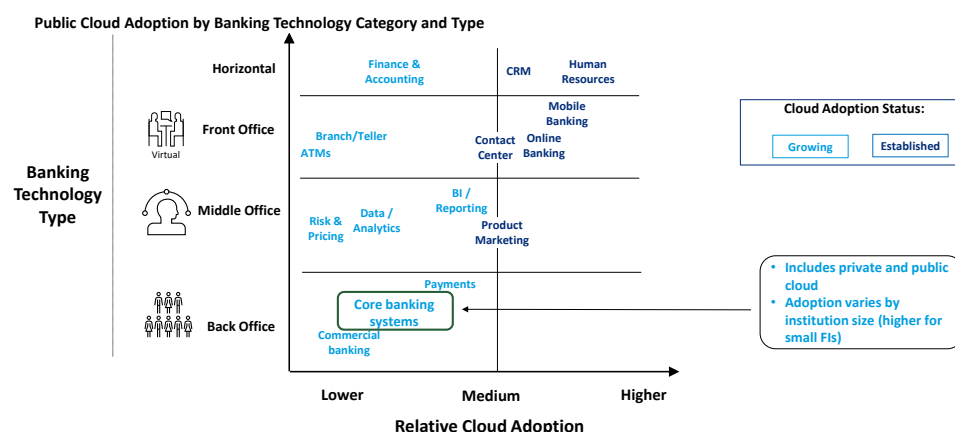 Public Cloud Adoption by Banking Technology Category and Type
Banking
Technology
Type
Horizontal
Finance &
Accounting
CRM
Human
Resources
Virtual
Front Office
Branch/Teller
ATMs
Contact
Center
Mobile
Banking
Online
Banking
Middle Office
Risk &
Pricing
Data /
Analytics
BI /
Reporting
Product
Marketing
Back Office
Payments
Core banking
systems
Commercial
banking
Lower
Medium
Higher
Relative Cloud Adoption
Cloud Adoption Status:
Growing
Established
• Includes private and public
cloud
• Adoption varies by
institution size (higher for
small FIs)